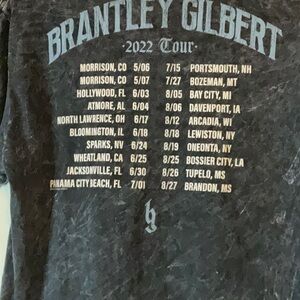 BRANTLEY GILBERT
·2022 Tour·
MORRISON, CO 5/06 7/15 PORTSMOUTH, NH
MORRISON, CO 5/07 7/27 BOZEMAN, MT
HOLLYWOOD, FL 6/03 8/05 BAY CITY, MI
ATMORE, AL 6/04 8/06 DAVENPORT, IA
NORTH LAWRENCE, OH 6/17 8/12 ARCADIA, WI
BLOOMINGTON, IL 6/18 8/18 LEWISTON, NY
SPARKS, NV 6/24 8/19 ONEONTA, NY
WHEATLAND, CA 6/25 8/25 BOSSIER CITY, LA
JACKSONVILLE, FL 6/30 8/26 TUPELO, MS
PANAMA CITY BEACH, FL 7/01 8/27 BRANDON, MS
bg